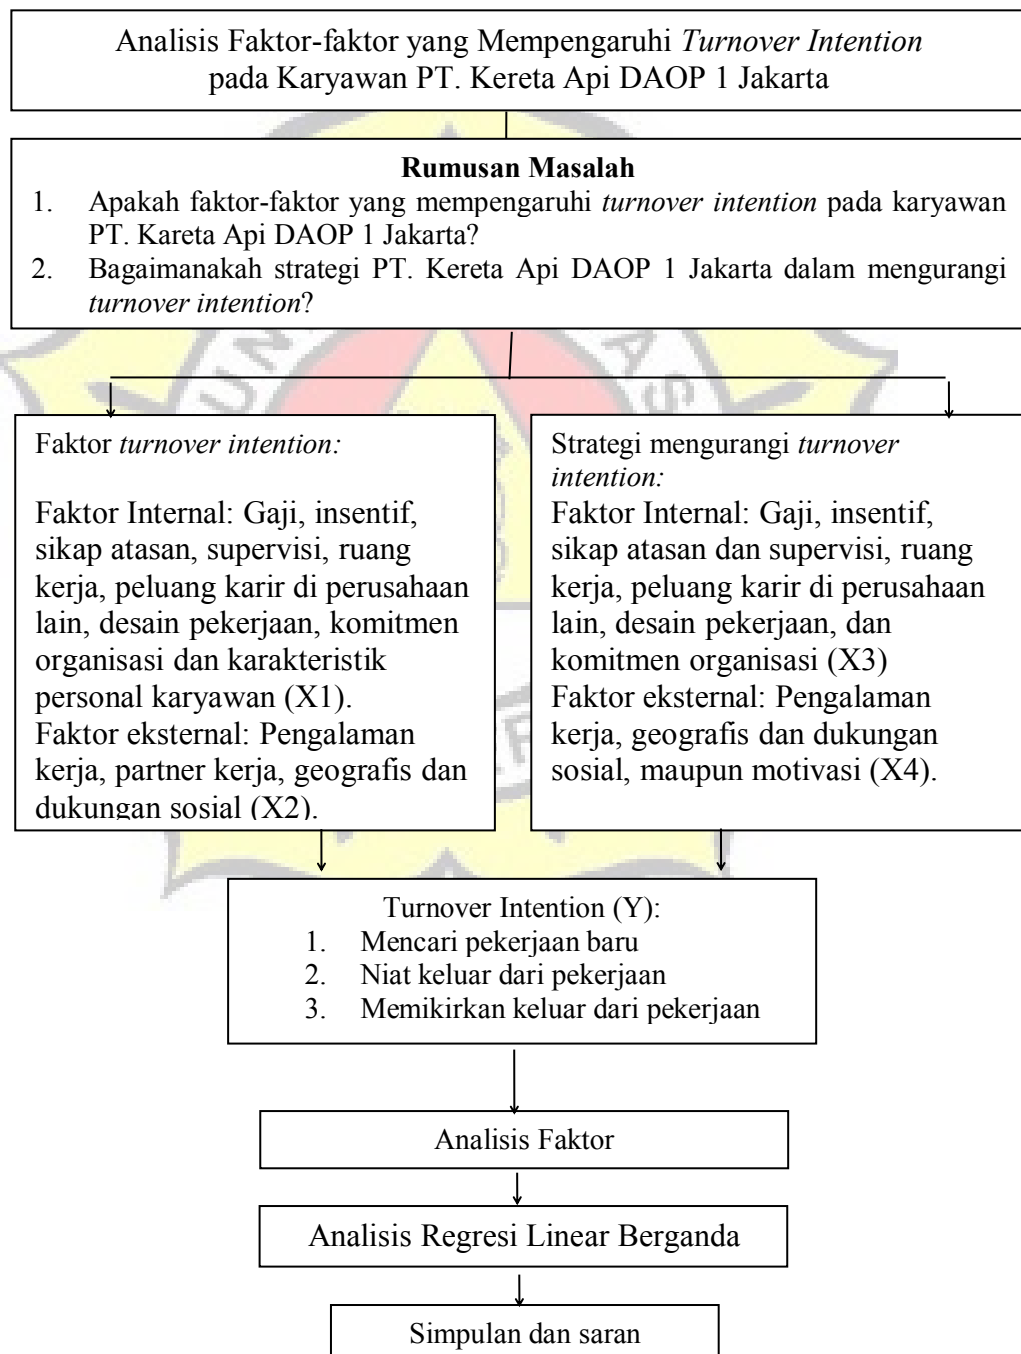 Analisis Faktor-faktor yang Mempengaruhi Turnover Intention
pada Karyawan PT. Kereta Api DAOP 1 Jakarta
Rumusan Masalah
1. Apakah faktor-faktor yang mempengaruhi turnover intention pada karyawan
PT. Kareta Api DAOP 1 Jakarta?
2. Bagaimanakah strategi PT. Kereta Api DAOP 1 Jakarta dalam mengurangi
turnover intention?
Faktor turnover intention:
Faktor Internal: Gaji, insentif,
sikap atasan, supervisi, ruang
kerja, peluang karir di perusahaan
lain, desain pekerjaan, komitmen
organisasi dan karakteristik
personal karyawan (X1).
Faktor eksternal: Pengalaman
kerja, partner kerja, geografis dan
dukungan sosial (X2).
Strategi mengurangi turnover
intention:
Faktor Internal: Gaji, insentif,
sikap atasan dan supervisi, ruang
kerja, peluang karir di perusahaan
lain, desain pekerjaan, dan
komitmen organisasi (X3)
Faktor eksternal: Pengalaman
kerja, geografis dan dukungan
sosial, maupun motivasi (X4).
Turnover Intention (Y):
1. Mencari pekerjaan baru
2. Niat keluar dari pekerjaan
3. Memikirkan keluar dari pekerjaan
Analisis Faktor
Analisis Regresi Linear Berganda
Simpulan dan saran